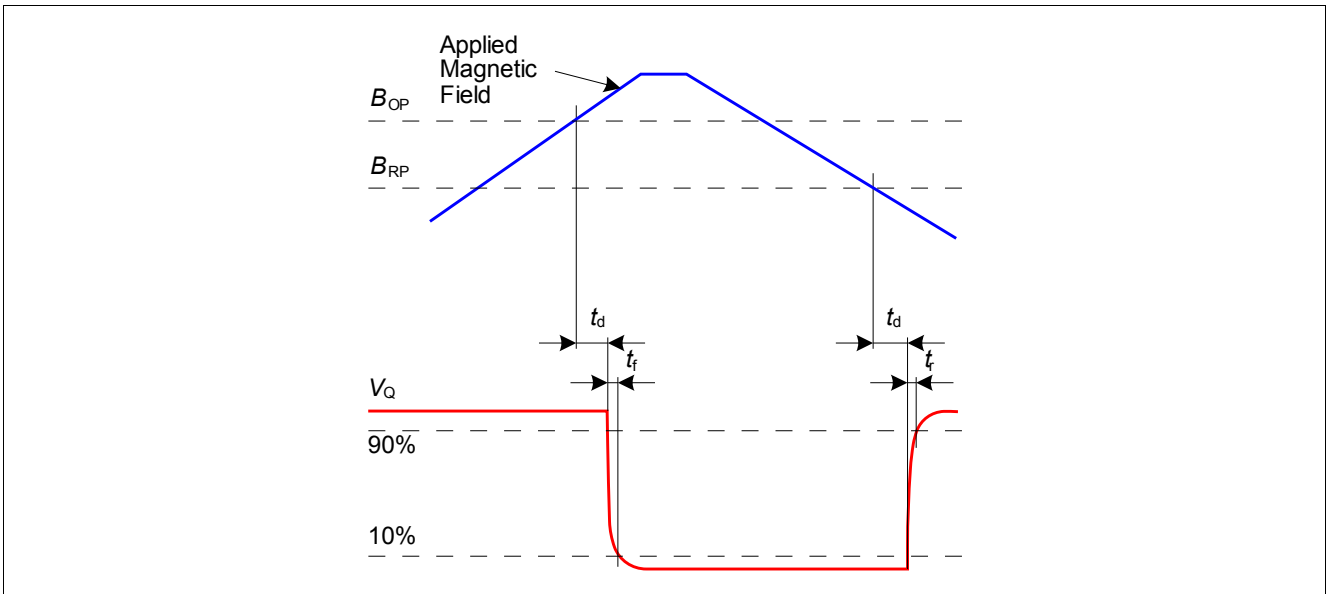 Applied
Magnetic
Field
BOP
BRP
td
td
tf
tr
VQ
90%
10%